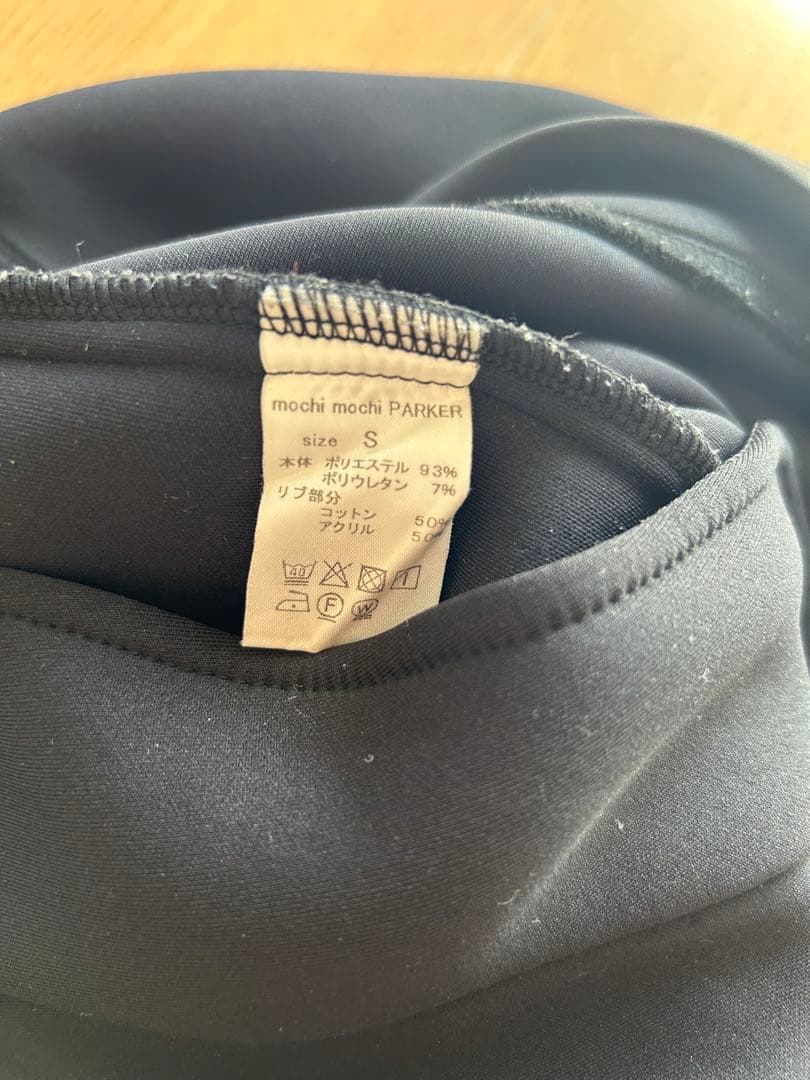 mochi mochi PARKER
size S
本体 ポリエステル 93%
ポリウレタン 7%
リブ部分
コットン 50%
アクリル 50
40
F
W